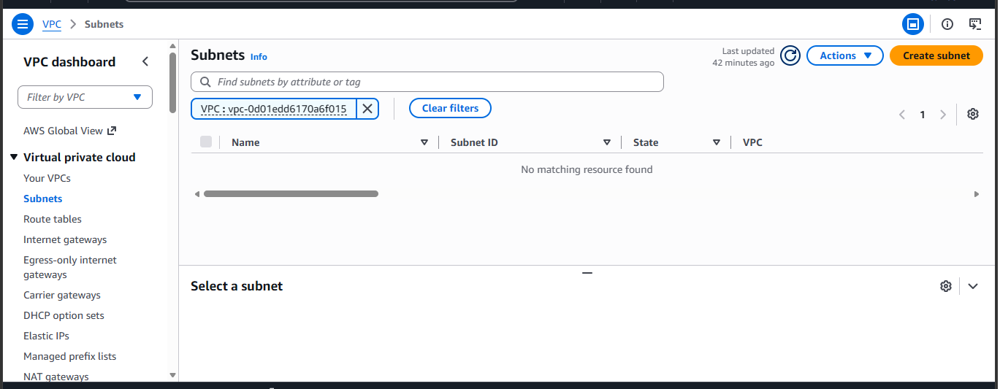 VPC > Subnets
VPC dashboard
Filter by VPC
AWS Global View
Virtual private cloud
Your VPCs
Subnets
Route tables
Internet gateways
Egress-only internet
gateways
Carrier gateways
DHCP option sets
Elastic IPs
Managed prefix lists
NAT gateways
Subnets Info
Last updated
42 minutes ago
Actions
Create subnet
Find subnets by attribute or tag
VPC : vpc-0d01edd6170a6f015
Clear filters
1
Name Subnet ID State VPC
No matching resource found
Select a subnet